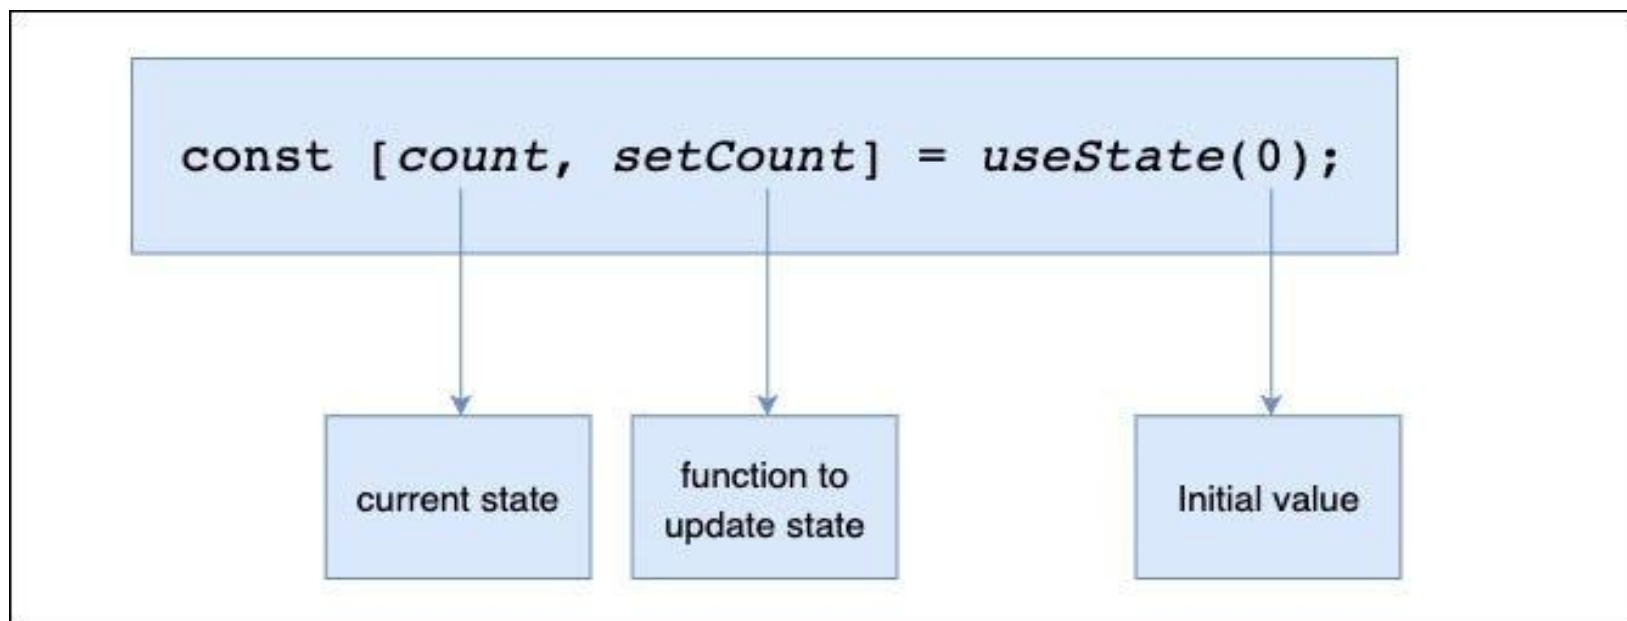 const [count, setCount] = useState(0);
current state
function to
update state
Initial value